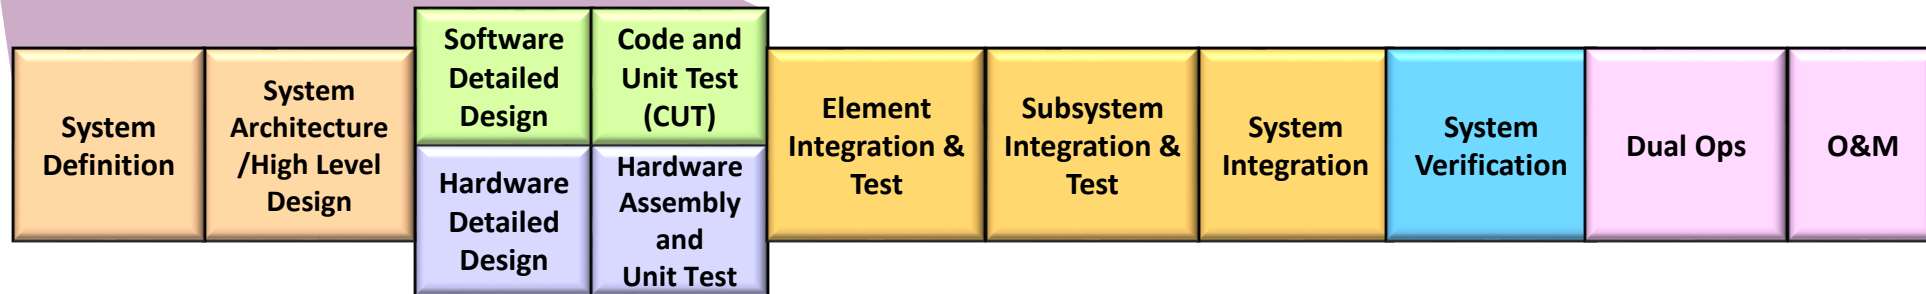 System
Definition
System
Architecture
/High Level
Design
Software
Detailed
Design
Code and
Unit Test
(CUT)
Hardware
Detailed
Design
Hardware
Assembly
and
Unit Test
Element
Integration &
Test
Subsystem
Integration &
Test
System
Integration
System
Verification
Dual Ops
O&M